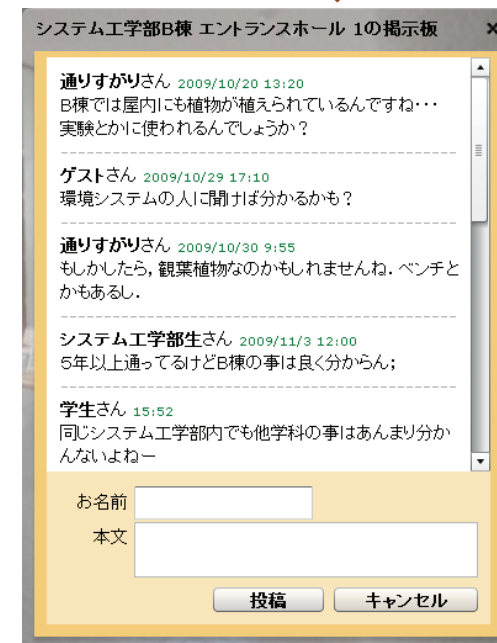 システム工学部B棟 エントランスホール 1の掲示板 ×
通りすがりさん 2009/10/20 13:20
B棟では屋内にも植物が植えられているんですね・・・
実験とかに使われるんでしょうか？
ゲストさん 2009/10/29 17:10
環境システムの人に聞けば分かるかも？
通りすがりさん 2009/10/30 9:55
もしかしたら，観葉植物なのかもしれませんね．ベンチと
かもあるし．
システム工学部生さん 2009/11/3 12:00
5年以上通ってるけどB棟の事は良く分からん；
学生さん 15:52
同じシステム工学部内でも他学科の事はあんまり分か
んないよねー
お名前
本文
投稿 キャンセル